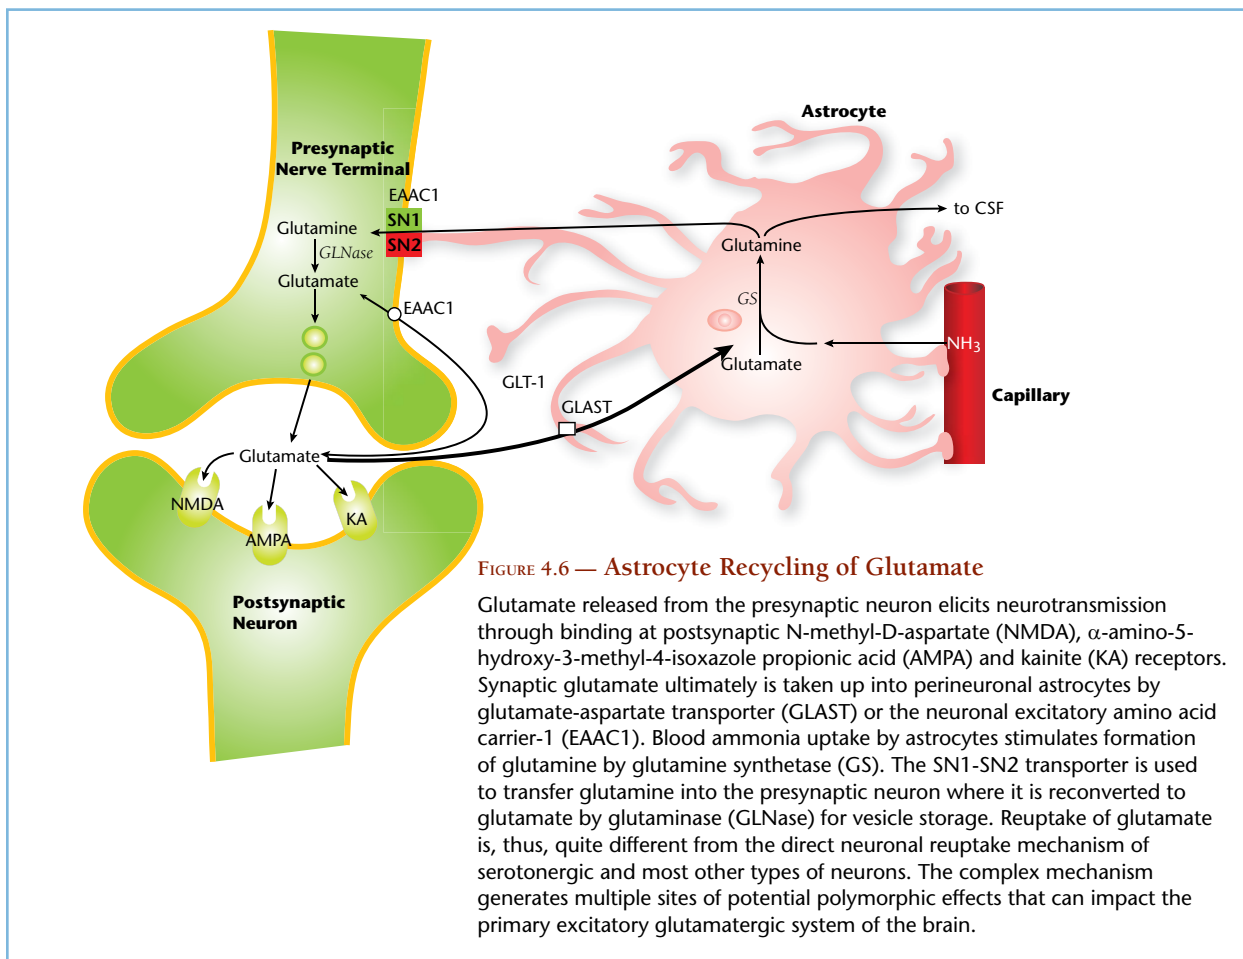 Astrocyte
Presynaptic
Nerve Terminal
EAAC1
SN1
SN2
Glutamine
GLNase
Glutamate
EAAC1
to CSF
Glutamine
GS
Glutamate
NH3
Capillary
GLT-1
GLAST
Glutamate
NMDA
AMPA
KA
Postsynaptic
Neuron
FIGURE 4.6 — Astrocyte Recycling of Glutamate
Glutamate released from the presynaptic neuron elicits neurotransmission
through binding at postsynaptic N-methyl-D-aspartate (NMDA), α-amino-5-
hydroxy-3-methyl-4-isoxazole propionic acid (AMPA) and kainite (KA) receptors.
Synaptic glutamate ultimately is taken up into perineuronal astrocytes by
glutamate-aspartate transporter (GLAST) or the neuronal excitatory amino acid
carrier-1 (EAAC1). Blood ammonia uptake by astrocytes stimulates formation
of glutamine by glutamine synthetase (GS). The SN1-SN2 transporter is used
to transfer glutamine into the presynaptic neuron where it is reconverted to
glutamate by glutaminase (GLNase) for vesicle storage. Reuptake of glutamate
is, thus, quite different from the direct neuronal reuptake mechanism of
serotonergic and most other types of neurons. The complex mechanism
generates multiple sites of potential polymorphic effects that can impact the
primary excitatory glutamatergic system of the brain.